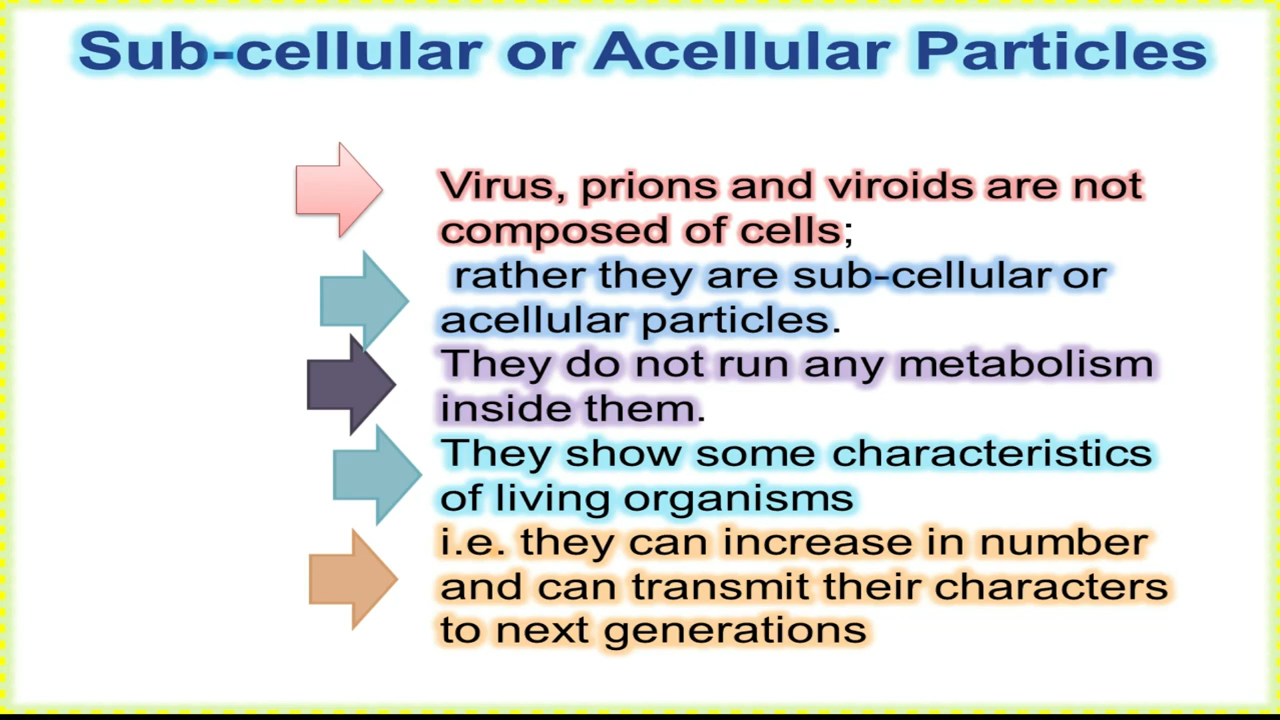 Sub-cellular or Acellular Particles
Virus, prions and viroids are not
composed of cells;
rather they are sub-cellular or
acellular particles.
They do not run any metabolism
inside them.
They show some characteristics
of living organisms
i.e. they can increase in number
and can transmit their characters
to next generations